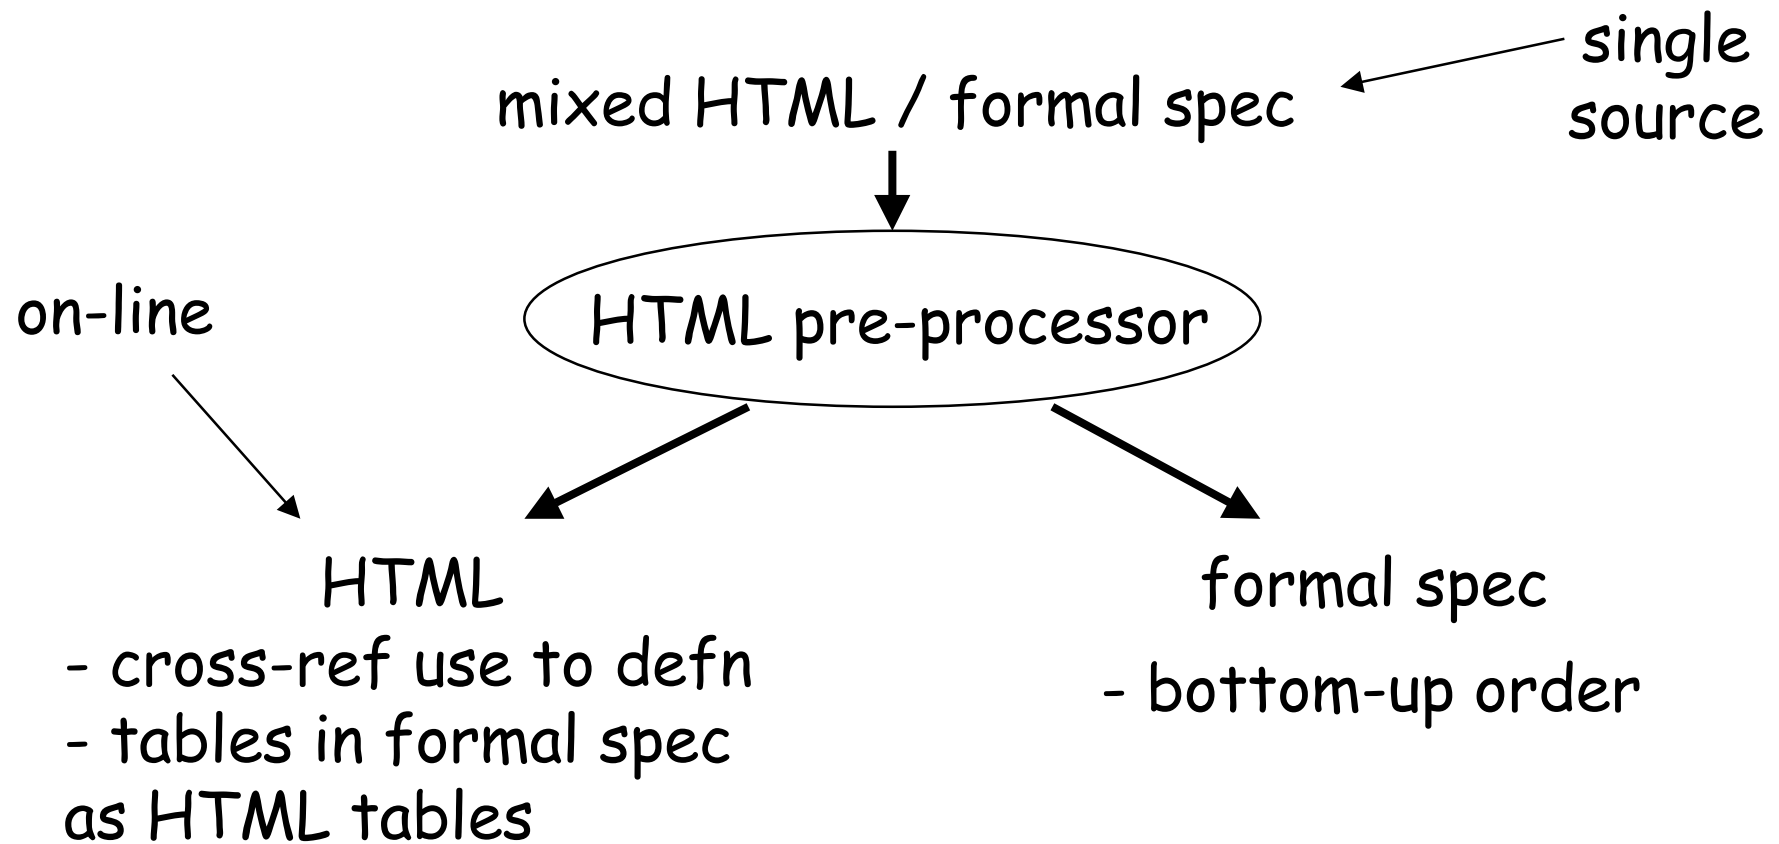 single
source
mixed HTML / formal spec
on-line
HTML pre-processor
HTML
- cross-ref use to defn
- tables in formal spec
as HTML tables
formal spec
- bottom-up order